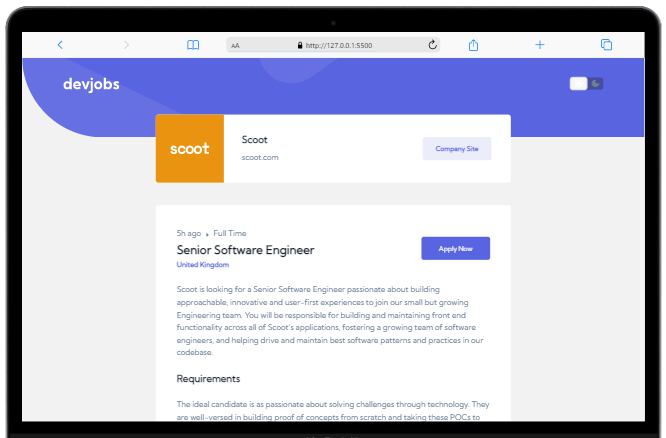 AA
http://127.0.0.1:5500
devjobs
scoot
Scoot
scoot.com
Company Site
5h ago
Full Time
Senior Software Engineer
United Kingdom
Apply Now
Scoot is looking for a Senior Software Engineer passionate about building
approachable, innovative and user-first experiences to join our small but growing
Engineering team. You will be responsible for building and maintaining front end
functionality across all of Scoot's applications, fostering a growing team of software
engineers, and helping drive and maintain best software patterns and practices in our
codebase.
Requirements
The ideal candidate is as passionate about solving challenges through technology. They
are well-versed in building proof of concepts from scratch and taking these POCs to